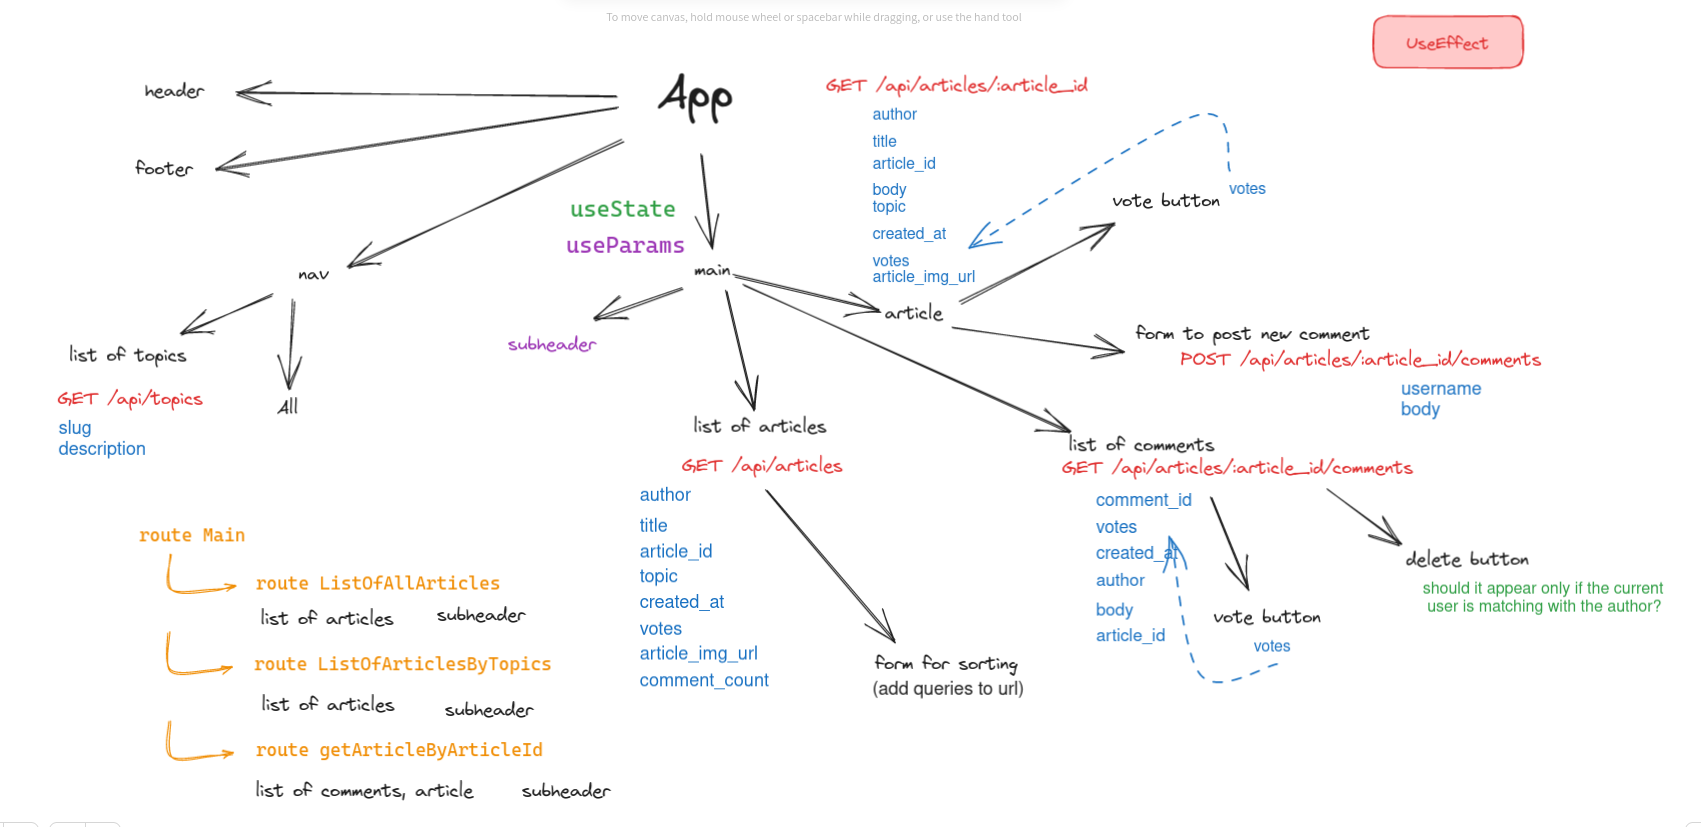 To move canvas, hold mouse wheel or spacebar while dragging, or use the hand tool
UseEffect
App
header
footer
nav
list of topics
GET /api/topics
slug
description
All
useState
useParams
main
subheader
GET /api/articles/:article_id
author
title
article_id
body
topic
created_at
votes
article_img_url
article
vote button
votes
form to post new comment
POST /api/articles/:article_id/comments
username
body
list of articles
GET /api/articles
author
title
article_id
topic
created_at
votes
article_img_url
comment_count
form for sorting
(add queries to url)
list of comments
GET /api/articles/:article_id/comments
comment_id
votes
created_at
author
body
article_id
vote button
votes
delete button
should it appear only if the current
user is matching with the author?
route Main
route ListOfAllArticles
list of articles subheader
route ListOfArticlesByTopics
list of articles subheader
route getArticleByArticleId
list of comments, article subheader